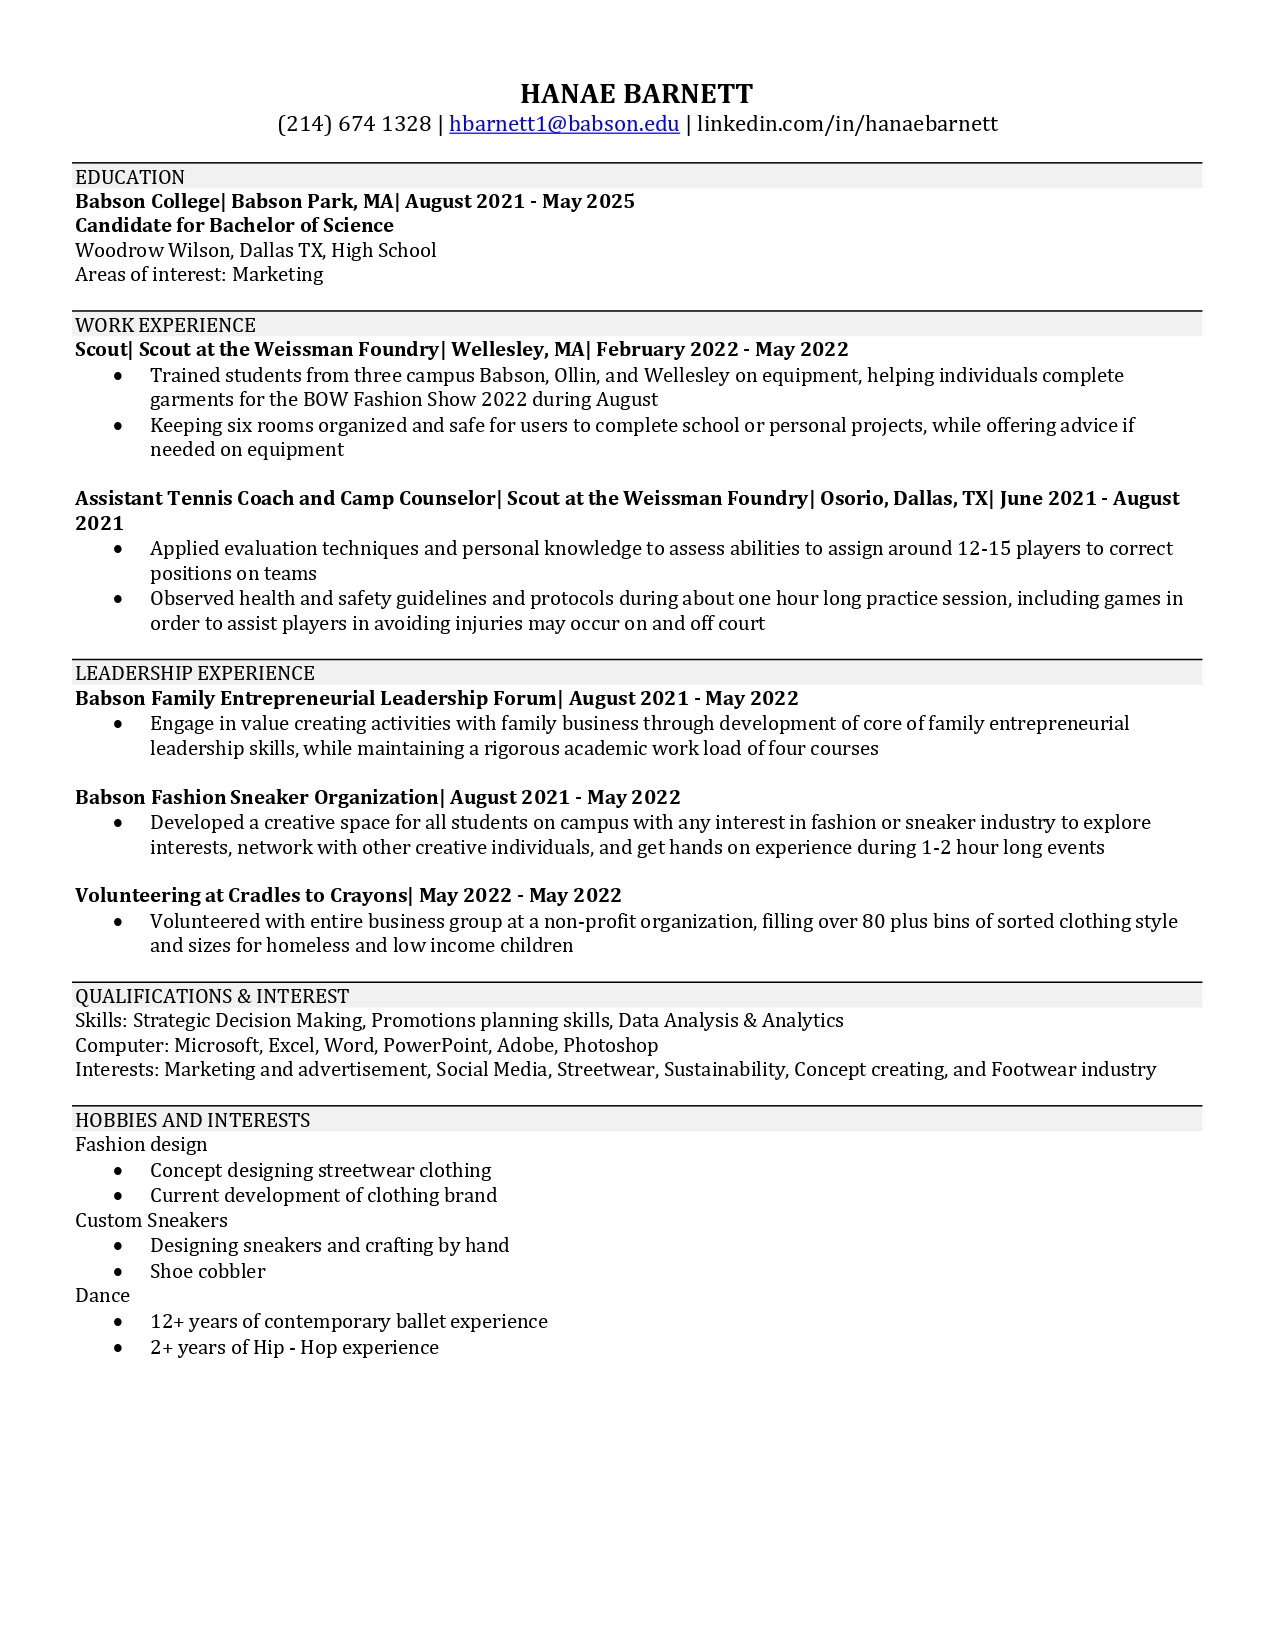 HANAE BARNETT
(214) 674 1328 | hbarnett1@babson.edu | linkedin.com/in/hanaebarnett
EDUCATION
Babson College| Babson Park, MA| August 2021 - May 2025
Candidate for Bachelor of Science
Woodrow Wilson, Dallas TX, High School
Areas of interest: Marketing
WORK EXPERIENCE
Scout| Scout at the Weissman Foundry| Wellesley, MA| February 2022 - May 2022
• Trained students from three campus Babson, Ollin, and Wellesley on equipment, helping individuals complete
garments for the BOW Fashion Show 2022 during August
• Keeping six rooms organized and safe for users to complete school or personal projects, while offering advice if
needed on equipment
Assistant Tennis Coach and Camp Counselor| Scout at the Weissman Foundry| Osorio, Dallas, TX| June 2021 - August
2021
• Applied evaluation techniques and personal knowledge to assess abilities to assign around 12-15 players to correct
positions on teams
• Observed health and safety guidelines and protocols during about one hour long practice session, including games in
order to assist players in avoiding injuries may occur on and off court
LEADERSHIP EXPERIENCE
Babson Family Entrepreneurial Leadership Forum| August 2021 - May 2022
• Engage in value creating activities with family business through development of core of family entrepreneurial
leadership skills, while maintaining a rigorous academic work load of four courses
Babson Fashion Sneaker Organization| August 2021 - May 2022
• Developed a creative space for all students on campus with any interest in fashion or sneaker industry to explore
interests, network with other creative individuals, and get hands on experience during 1-2 hour long events
Volunteering at Cradles to Crayons| May 2022 - May 2022
• Volunteered with entire business group at a non-profit organization, filling over 80 plus bins of sorted clothing style
and sizes for homeless and low income children
QUALIFICATIONS & INTEREST
Skills: Strategic Decision Making, Promotions planning skills, Data Analysis & Analytics
Computer: Microsoft, Excel, Word, PowerPoint, Adobe, Photoshop
Interests: Marketing and advertisement, Social Media, Streetwear, Sustainability, Concept creating, and Footwear industry
HOBBIES AND INTERESTS
Fashion design
• Concept designing streetwear clothing
• Current development of clothing brand
Custom Sneakers
• Designing sneakers and crafting by hand
• Shoe cobbler
Dance
• 12+ years of contemporary ballet experience
• 2+ years of Hip - Hop experience